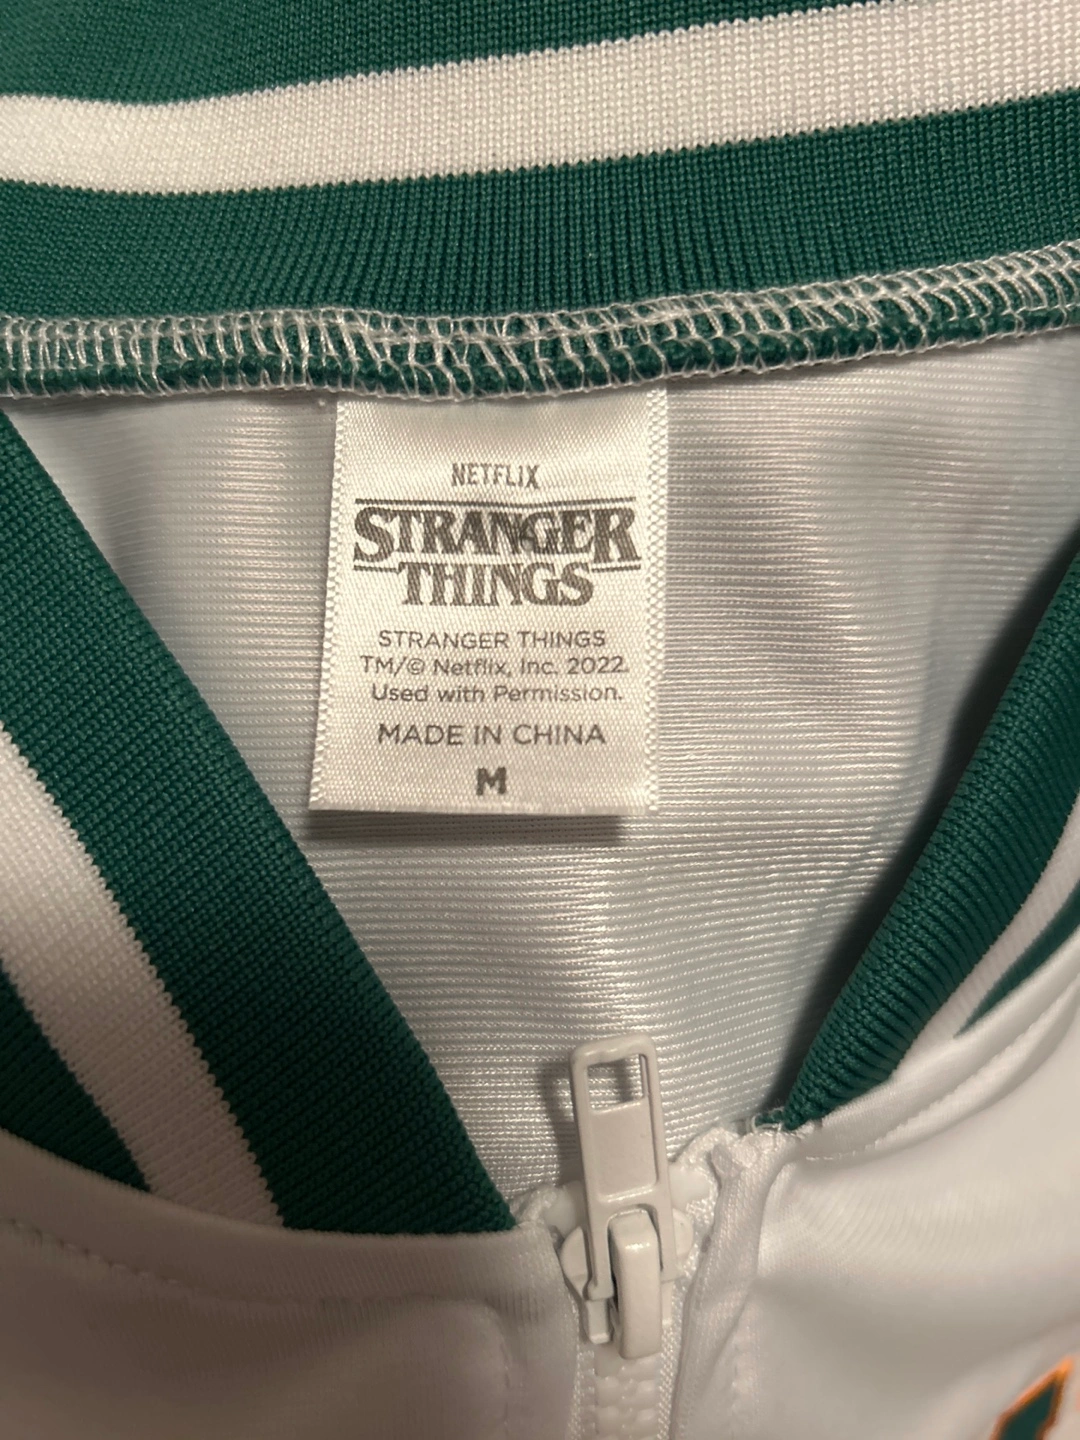 NETFLIX
STRANGER
THINGS
STRANGER THINGS
TM/© Netflix, Inc. 2022.
Used with Permission.
MADE IN CHINA
M